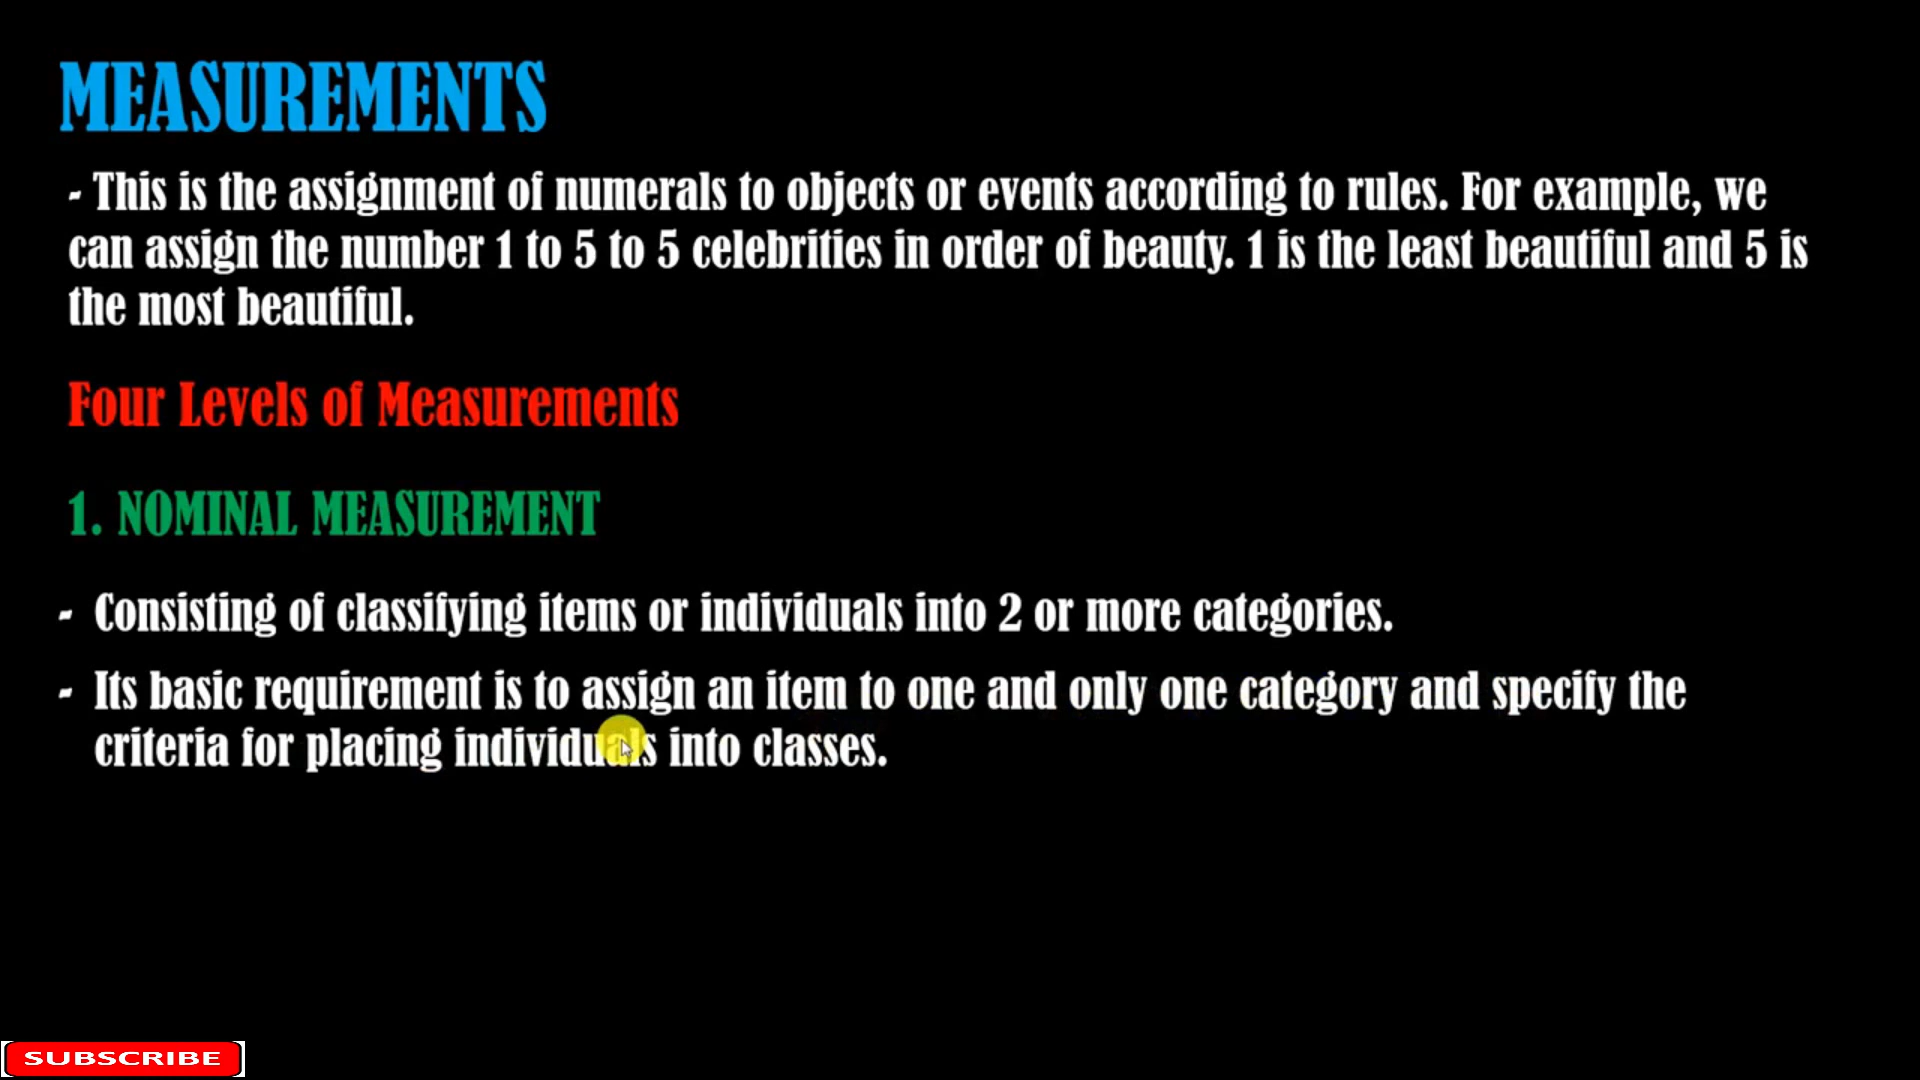 MEASUREMENTS
- This is the assignment of numerals to objects or events according to rules. For example, we
can assign the number 1 to 5 to 5 celebrities in order of beauty. 1 is the least beautiful and 5 is
the most beautiful.
Four Levels of Measurements
1. NOMINAL MEASUREMENT
- Consisting of classifying items or individuals into 2 or more categories.
- Its basic requirement is to assign an item to one and only one category and specify the
criteria for placing individuals into classes.
SUBSCRIBE